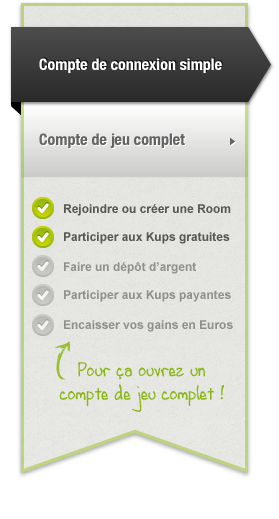 Compte de connexion simple
Compte de jeu complet
Rejoindre ou créer une Room
Participer aux Kups gratuites
Faire un dépôt d'argent
Participer aux Kups payantes
Encaisser vos gains en Euros
Pour ça ouvrez un
compte de jeu complet !